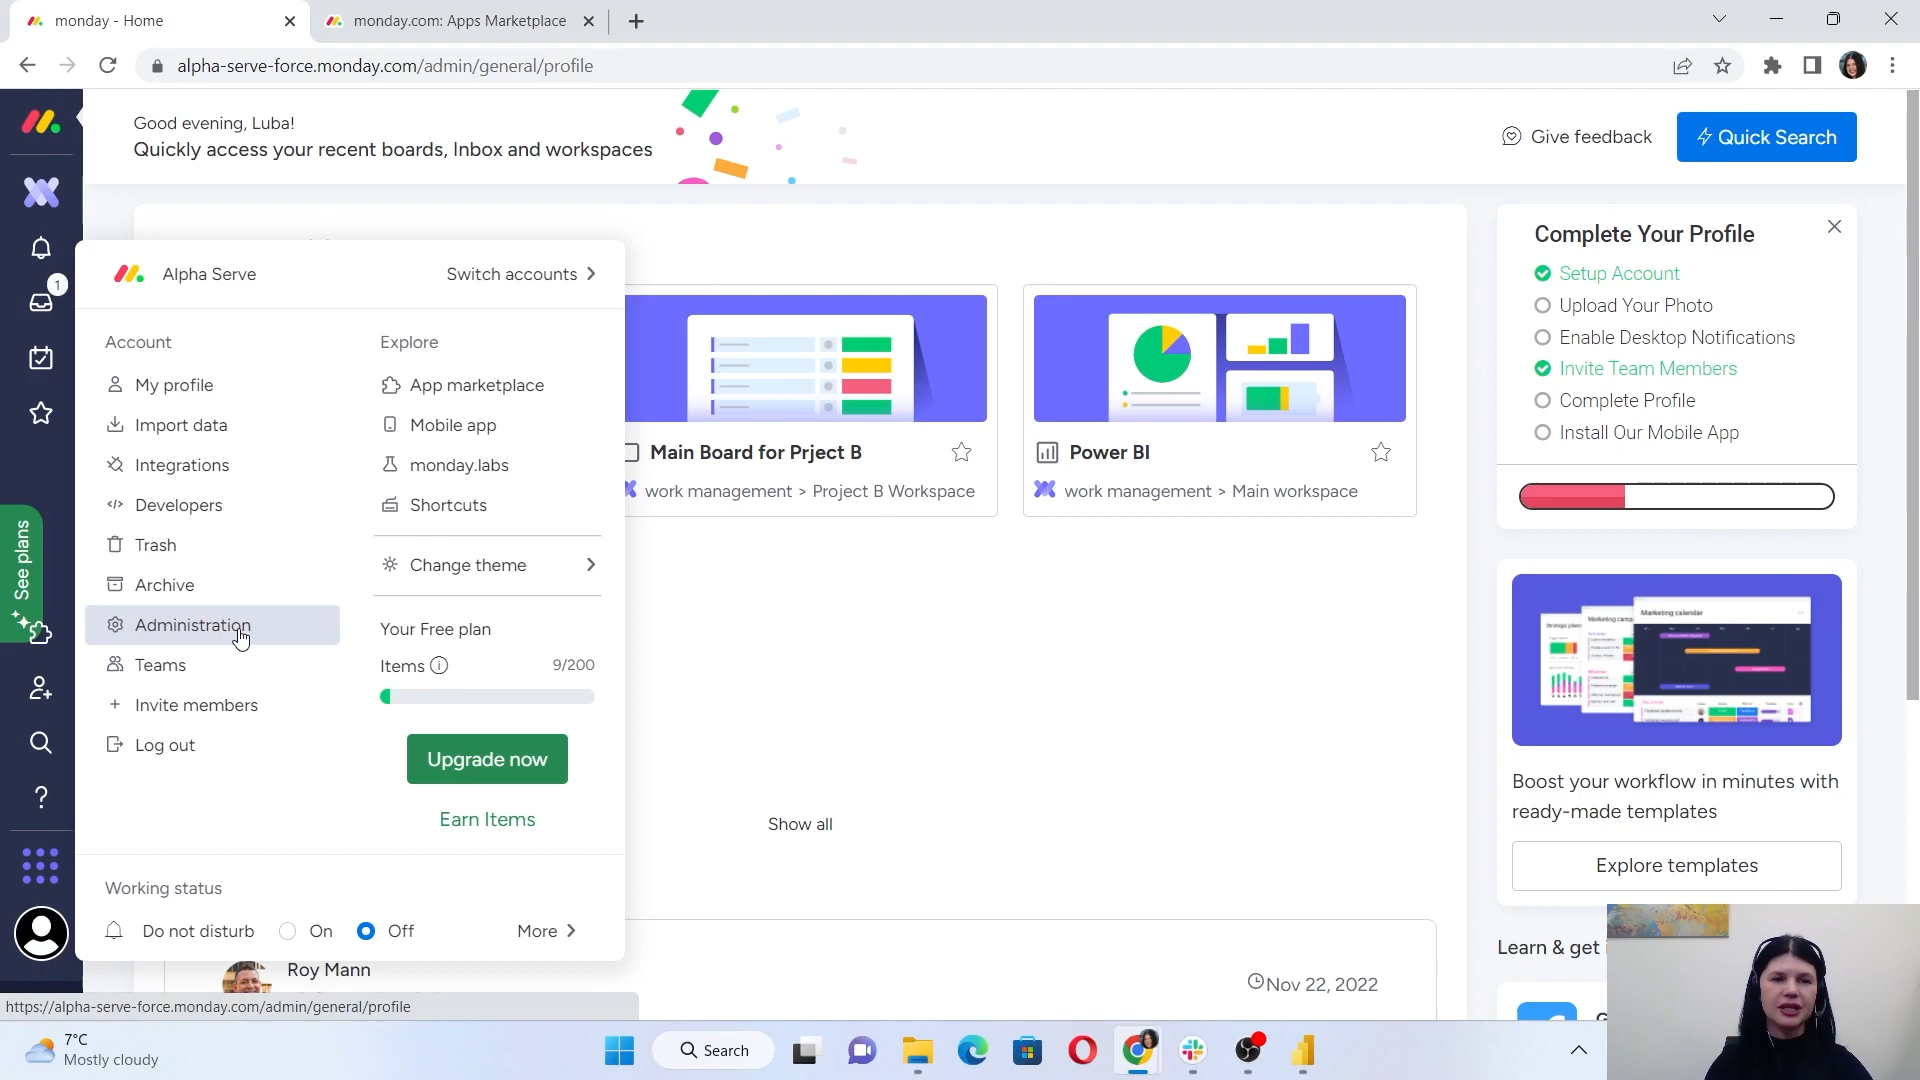 monday - Home
monday.com: Apps Marketplace
alpha-serve-force.monday.com/admin/general/profile
Good evening, Luba!
Quickly access your recent boards, Inbox and workspaces
Give feedback
Quick Search
1
See plans
Alpha Serve
Switch accounts
Account
Explore
My profile
App marketplace
Import data
Mobile app
Integrations
monday.labs
Developers
Shortcuts
Trash
Change theme
Archive
Administration
Your Free plan
Teams
Items
9/200
Invite members
Log out
Upgrade now
Earn Items
Working status
Do not disturb
On
Off
More
Main Board for Prject B
work management > Project B Workspace
Power BI
work management > Main workspace
Show all
Roy Mann
Nov 22, 2022
Complete Your Profile
Setup Account
Upload Your Photo
Enable Desktop Notifications
Invite Team Members
Complete Profile
Install Our Mobile App
Marketing calendar
Boost your workflow in minutes with
ready-made templates
Explore templates
Learn & get
https://alpha-serve-force.monday.com/admin/general/profile
7°C
Mostly cloudy
Search